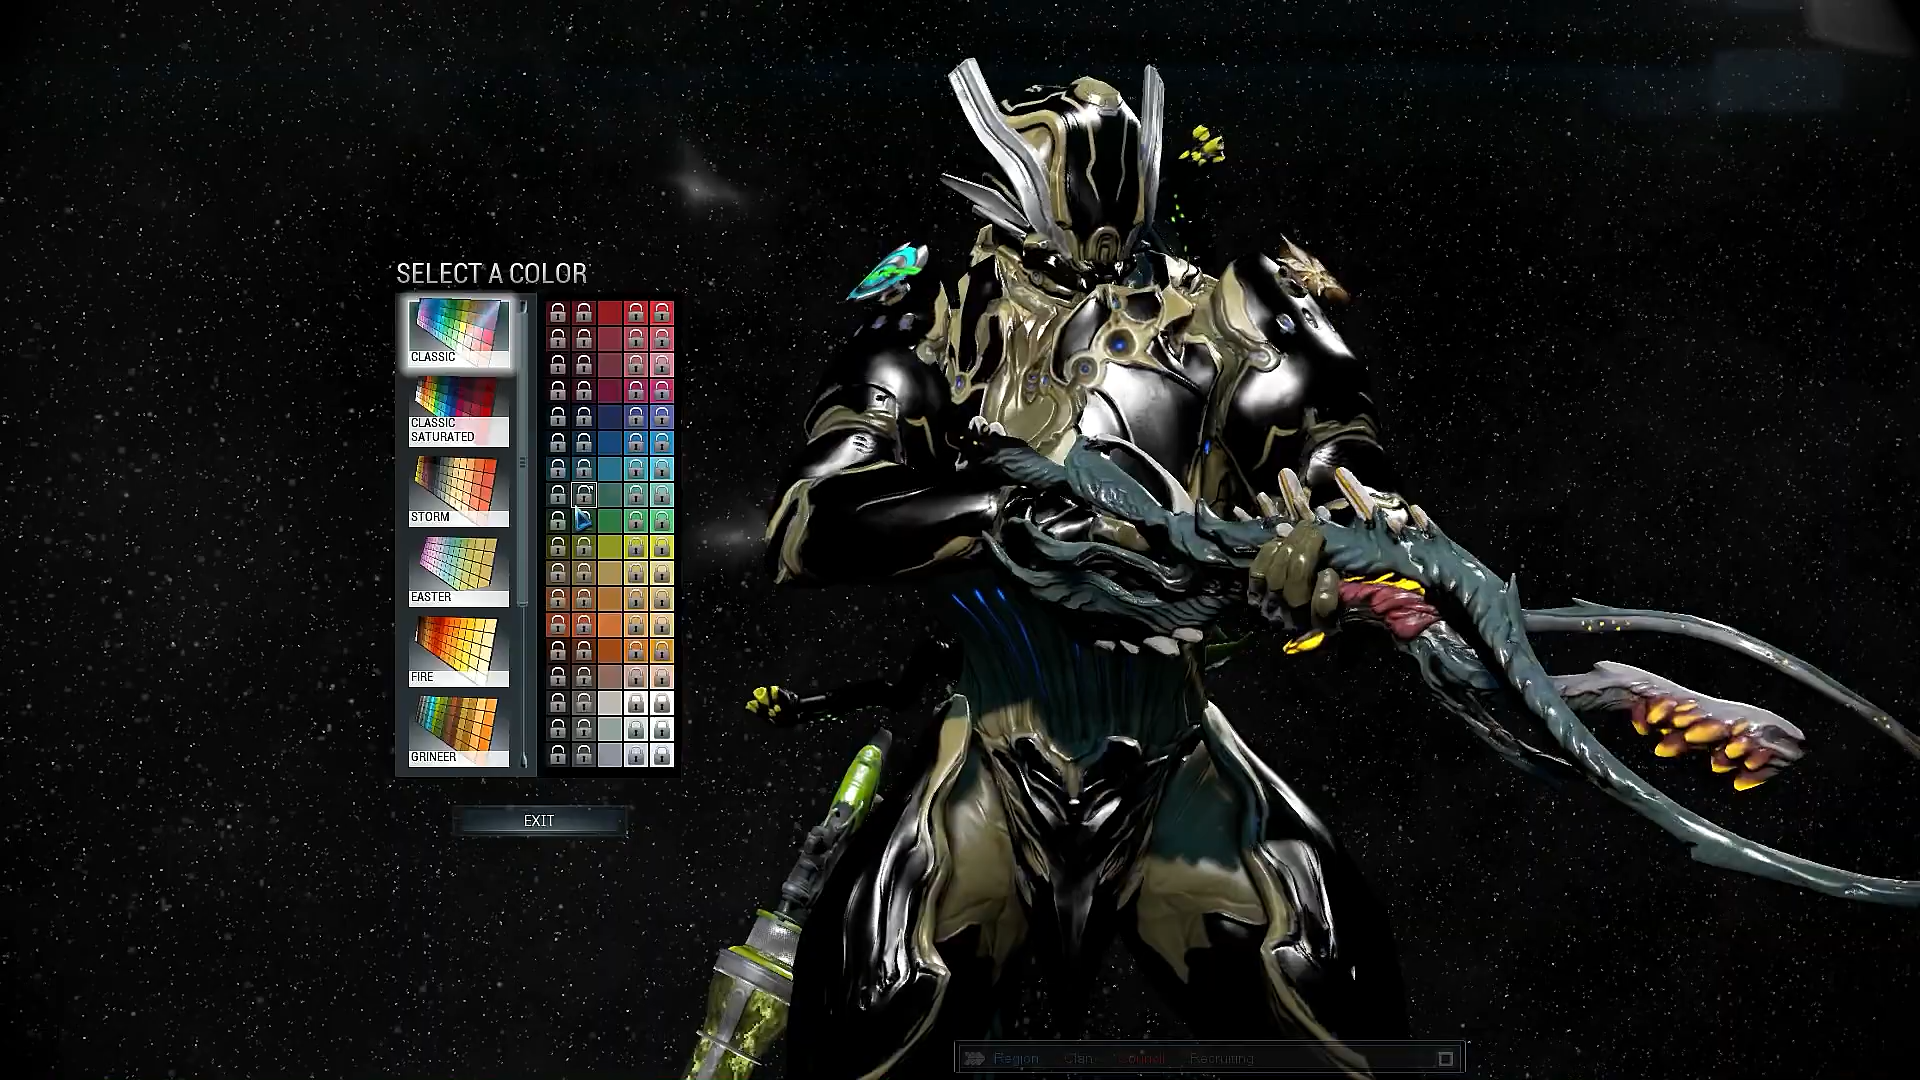 SELECT A COLOR
CLASSIC
CLASSIC
SATURATED
STORM
EASTER
FIRE
GRINEER
EXIT
Region Clan Council Recruiting